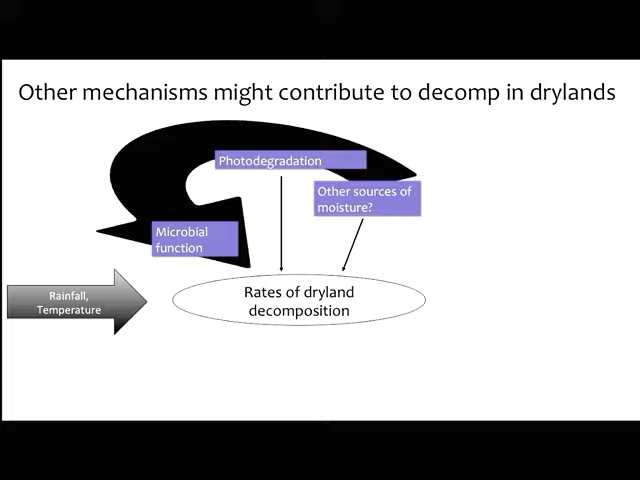 Other mechanisms might contribute to decomp in drylands
Photodegradation
Other sources of
moisture?
Microbial
function
Rainfall,
Temperature
Rates of dryland
decomposition